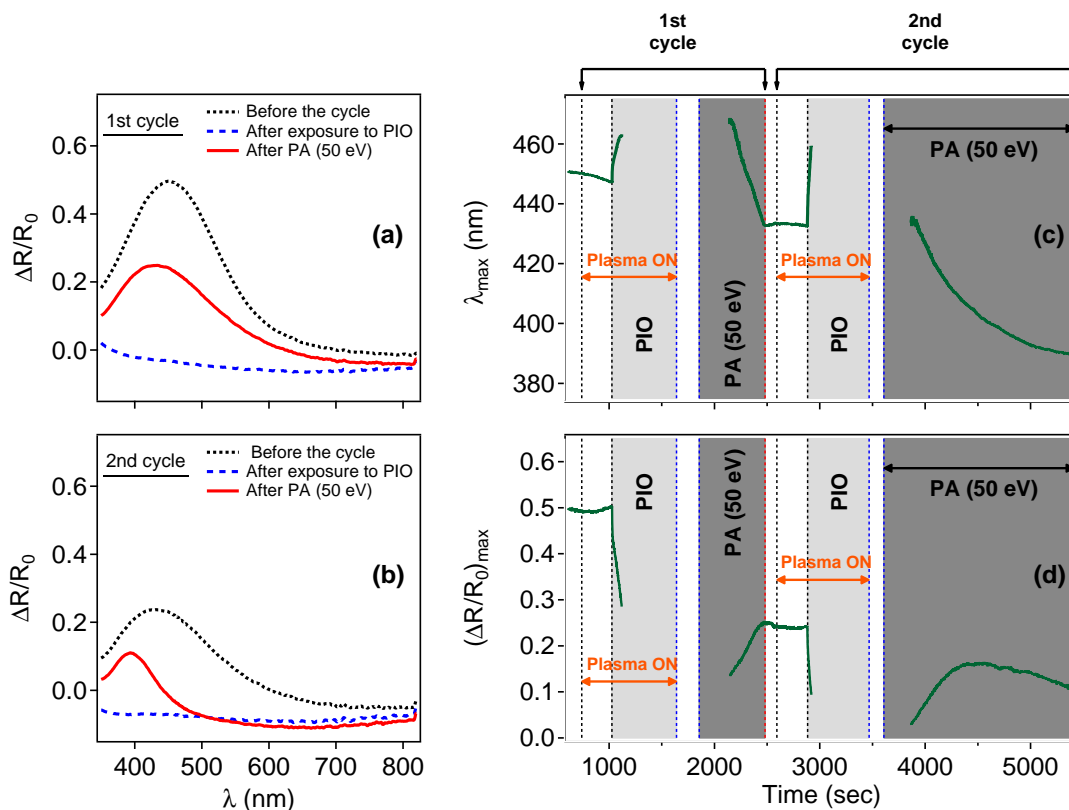 1st
cycle
2nd
cycle
1st cycle
Before the cycle
After exposure to PIO
After PA (50 eV)
0.6
0.4
0.2
0.0
ΔR/R0
(a)
400 500 600 700 800
2nd cycle
Before the cycle
After exposure to PIO
After PA (50 eV)
0.6
0.4
0.2
0.0
ΔR/R0
(b)
400 500 600 700 800
λ (nm)
460
440
420
400
380
λmax (nm)
Plasma ON
PIO
PA (50 eV)
Plasma ON
PIO
PA (50 eV)
(c)
0.6
0.5
0.4
0.3
0.2
0.1
0.0
(ΔR/R0)max
Plasma ON
PIO
PA (50 eV)
Plasma ON
PIO
PA (50 eV)
(d)
1000 2000 3000 4000 5000
Time (sec)